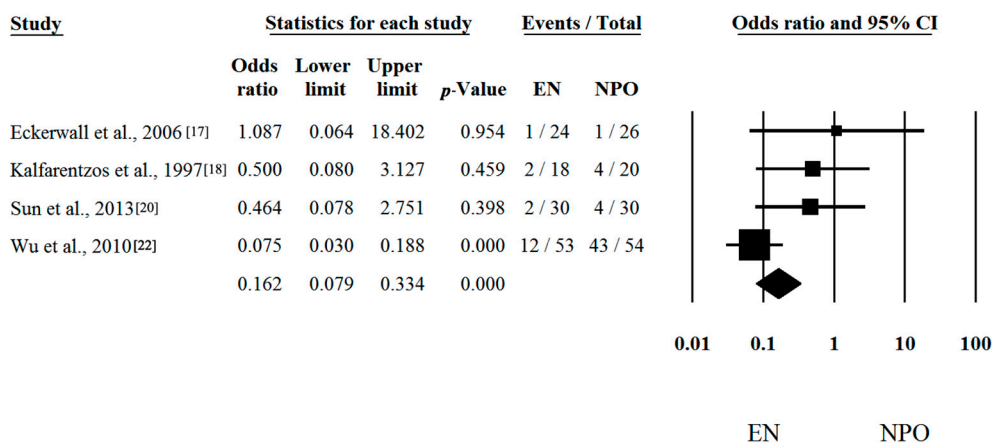 Study Statistics for each study Events / Total Odds ratio and 95% CI
Odds Lower Upper
ratio limit limit p-Value EN NPO
Eckerwall et al., 2006 [17] 1.087 0.064 18.402 0.954 1 / 24 1 / 26
Kalfarentzos et al., 1997[18] 0.500 0.080 3.127 0.459 2 / 18 4 / 20
Sun et al., 2013[20] 0.464 0.078 2.751 0.398 2 / 30 4 / 30
Wu et al., 2010[22] 0.075 0.030 0.188 0.000 12 / 53 43 / 54
0.162 0.079 0.334 0.000
0.01 0.1 1 10 100
EN NPO